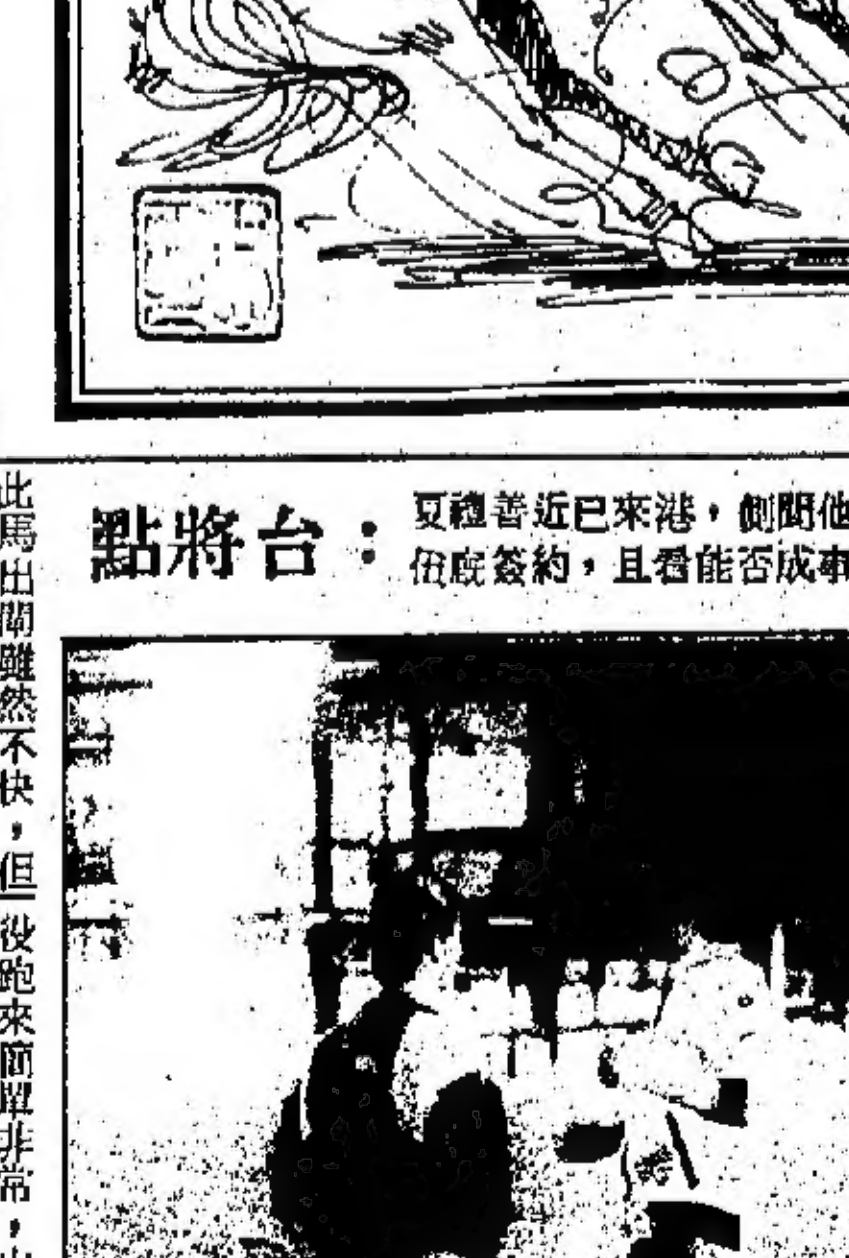 點將台：
夏禮善近已來港，側聞他
簽約，且看能否成事
此馬出閘雖然不快，但一役跑來簡單非常，